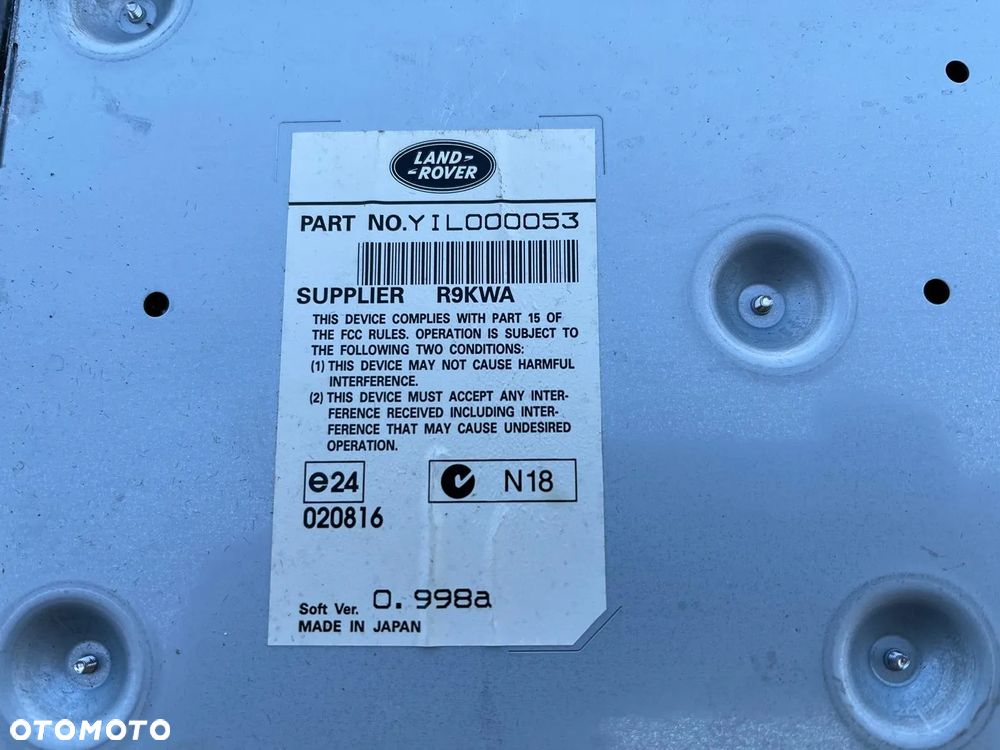 LAND-
-ROVER
PART NO.YIL000053
SUPPLIER R9KWA
THIS DEVICE COMPLIES WITH PART 15 OF
THE FCC RULES. OPERATION IS SUBJECT TO
THE FOLLOWING TWO CONDITIONS:
(1) THIS DEVICE MAY NOT CAUSE HARMFUL
INTERFERENCE.
(2) THIS DEVICE MUST ACCEPT ANY INTER-
FERENCE RECEIVED INCLUDING INTER-
FERENCE THAT MAY CAUSE UNDESIRED
OPERATION.
e24
N18
020816
Soft Ver. 0.998a
MADE IN JAPAN
OTOMOTO